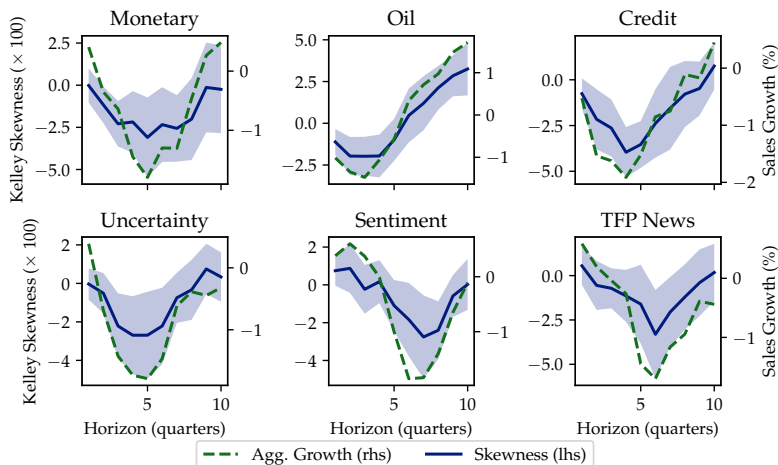 Monetary
Oil
Credit
Kelley Skewness (× 100)
2.5
0.0
−2.5
−5.0
0
−1
5.0
2.5
0.0
−2.5
1
0
−1
0.0
−2.5
−5.0
0
−1
−2
Sales Growth (%)
Uncertainty
Sentiment
TFP News
Kelley Skewness (× 100)
2
0
−2
−4
0
−1
2
0
−2
−4
0
−1
0.0
−2.5
−5.0
0
−1
Sales Growth (%)
5
10
5
10
5
10
Horizon (quarters)
Horizon (quarters)
Horizon (quarters)
Agg. Growth (rhs)
Skewness (lhs)